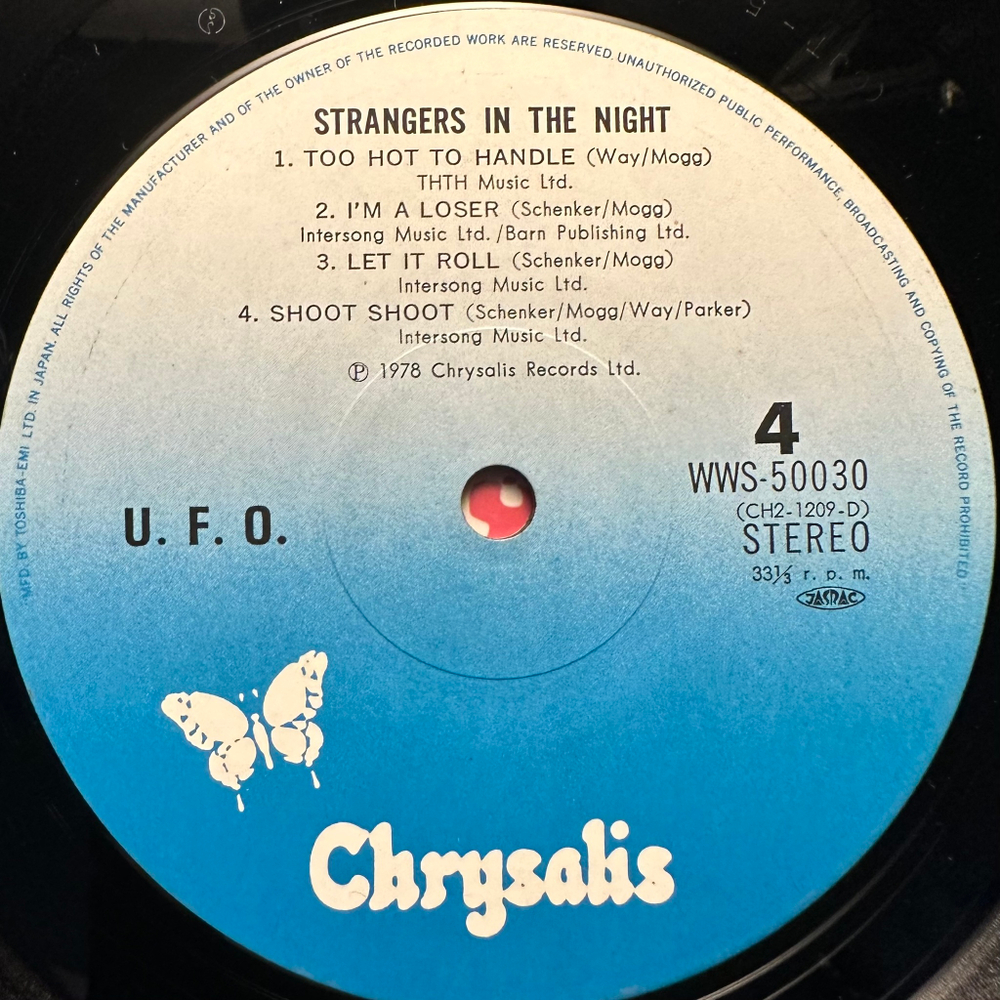 "MFD. BY TOSHIBA-EMI LTD. IN JAPAN. ALL RIGHTS OF THE MANUFACTURER AND OF THE OWNER OF THE RECORDED WORK ARE RESERVED. UNAUTHORIZED PUBLIC PERFORMANCE, BROADCASTING AND COPYING OF THE RECORD PROHIBITED"
STRANGERS IN THE NIGHT
1. TOO HOT TO HANDLE (Way/Mogg)
THTH Music Ltd.
2. I'M A LOSER (Schenker/Mogg)
Intersong Music Ltd./Barn Publishing Ltd.
3. LET IT ROLL (Schenker/Mogg)
Intersong Music Ltd.
4. SHOOT SHOOT (Schenker/Mogg/Way/Parker)
Intersong Music Ltd.
Ⓟ 1978 Chrysalis Records Ltd.
4
WWS-50030
(CH2-1209-D)
STEREO
33⅓ r. p. m.
JASRAC
U. F. O.
Chrysalis